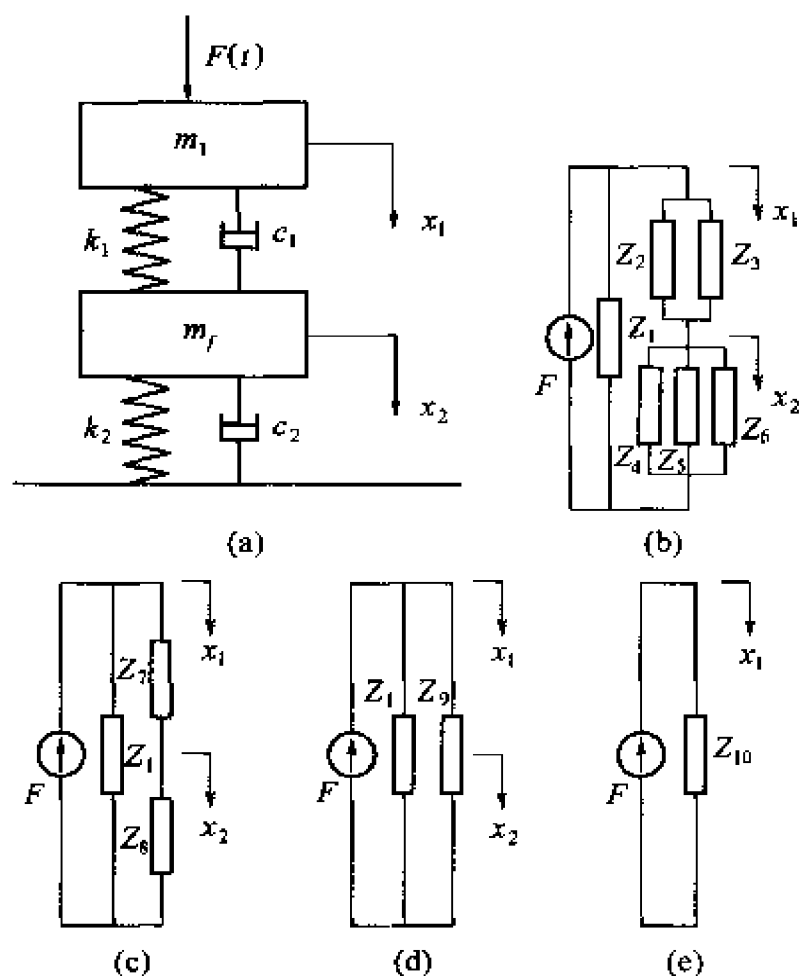 F(t)
m₁
k₁
c₁
x₁
m_f
k₂
c₂
x₂
(a)
x₁
Z₂
Z₃
F
Z₁
x₂
Z₄
Z₅
Z₆
(b)
x₁
Z₇
F
Z₁
x₂
Z₈
(c)
x₁
Z₁
Z₉
F
x₂
(d)
x₁
F
Z₁₀
(e)